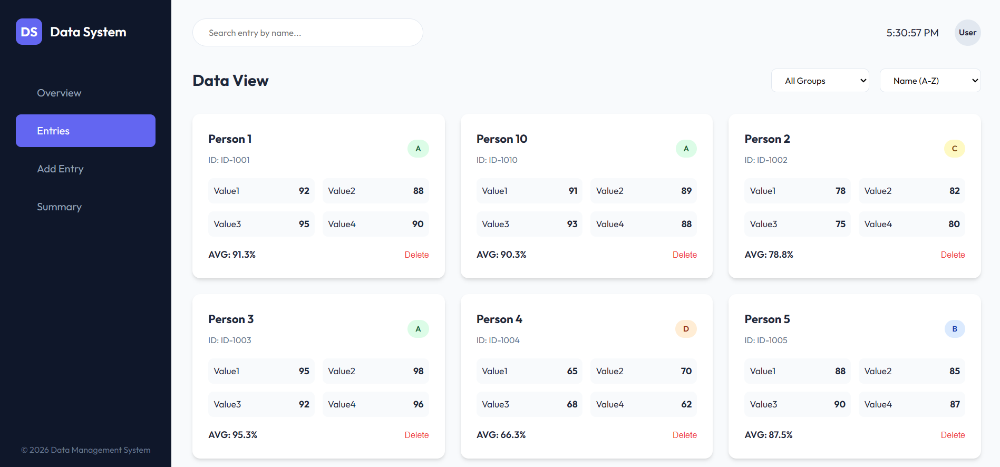 DS Data System
Overview
Entries
Add Entry
Summary
© 2026 Data Management System
Search entry by name...
5:30:57 PM
User
Data View
All Groups
Name (A-Z)
Person 1
A
ID: ID-1001
Value1 92 Value2 88
Value3 95 Value4 90
AVG: 91.3% Delete
Person 10
A
ID: ID-1010
Value1 91 Value2 89
Value3 93 Value4 88
AVG: 90.3% Delete
Person 2
C
ID: ID-1002
Value1 78 Value2 82
Value3 75 Value4 80
AVG: 78.8% Delete
Person 3
A
ID: ID-1003
Value1 95 Value2 98
Value3 92 Value4 96
AVG: 95.3% Delete
Person 4
D
ID: ID-1004
Value1 65 Value2 70
Value3 68 Value4 62
AVG: 66.3% Delete
Person 5
B
ID: ID-1005
Value1 88 Value2 85
Value3 90 Value4 87
AVG: 87.5% Delete